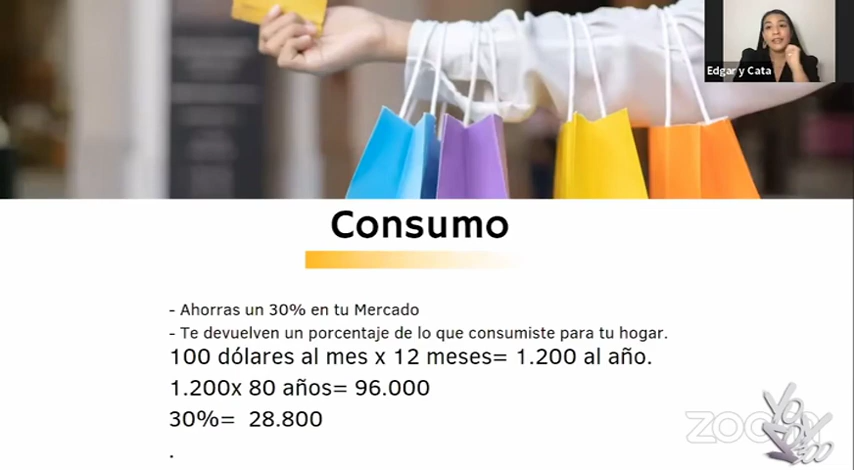 Edgar y Cata
Consumo
- Ahorras un 30% en tu Mercado
- Te devuelven un porcentaje de lo que consumiste para tu hogar.
100 dólares al mes x 12 meses= 1.200 al año.
1.200x 80 años= 96.000
30%=  28.800
.
zoom